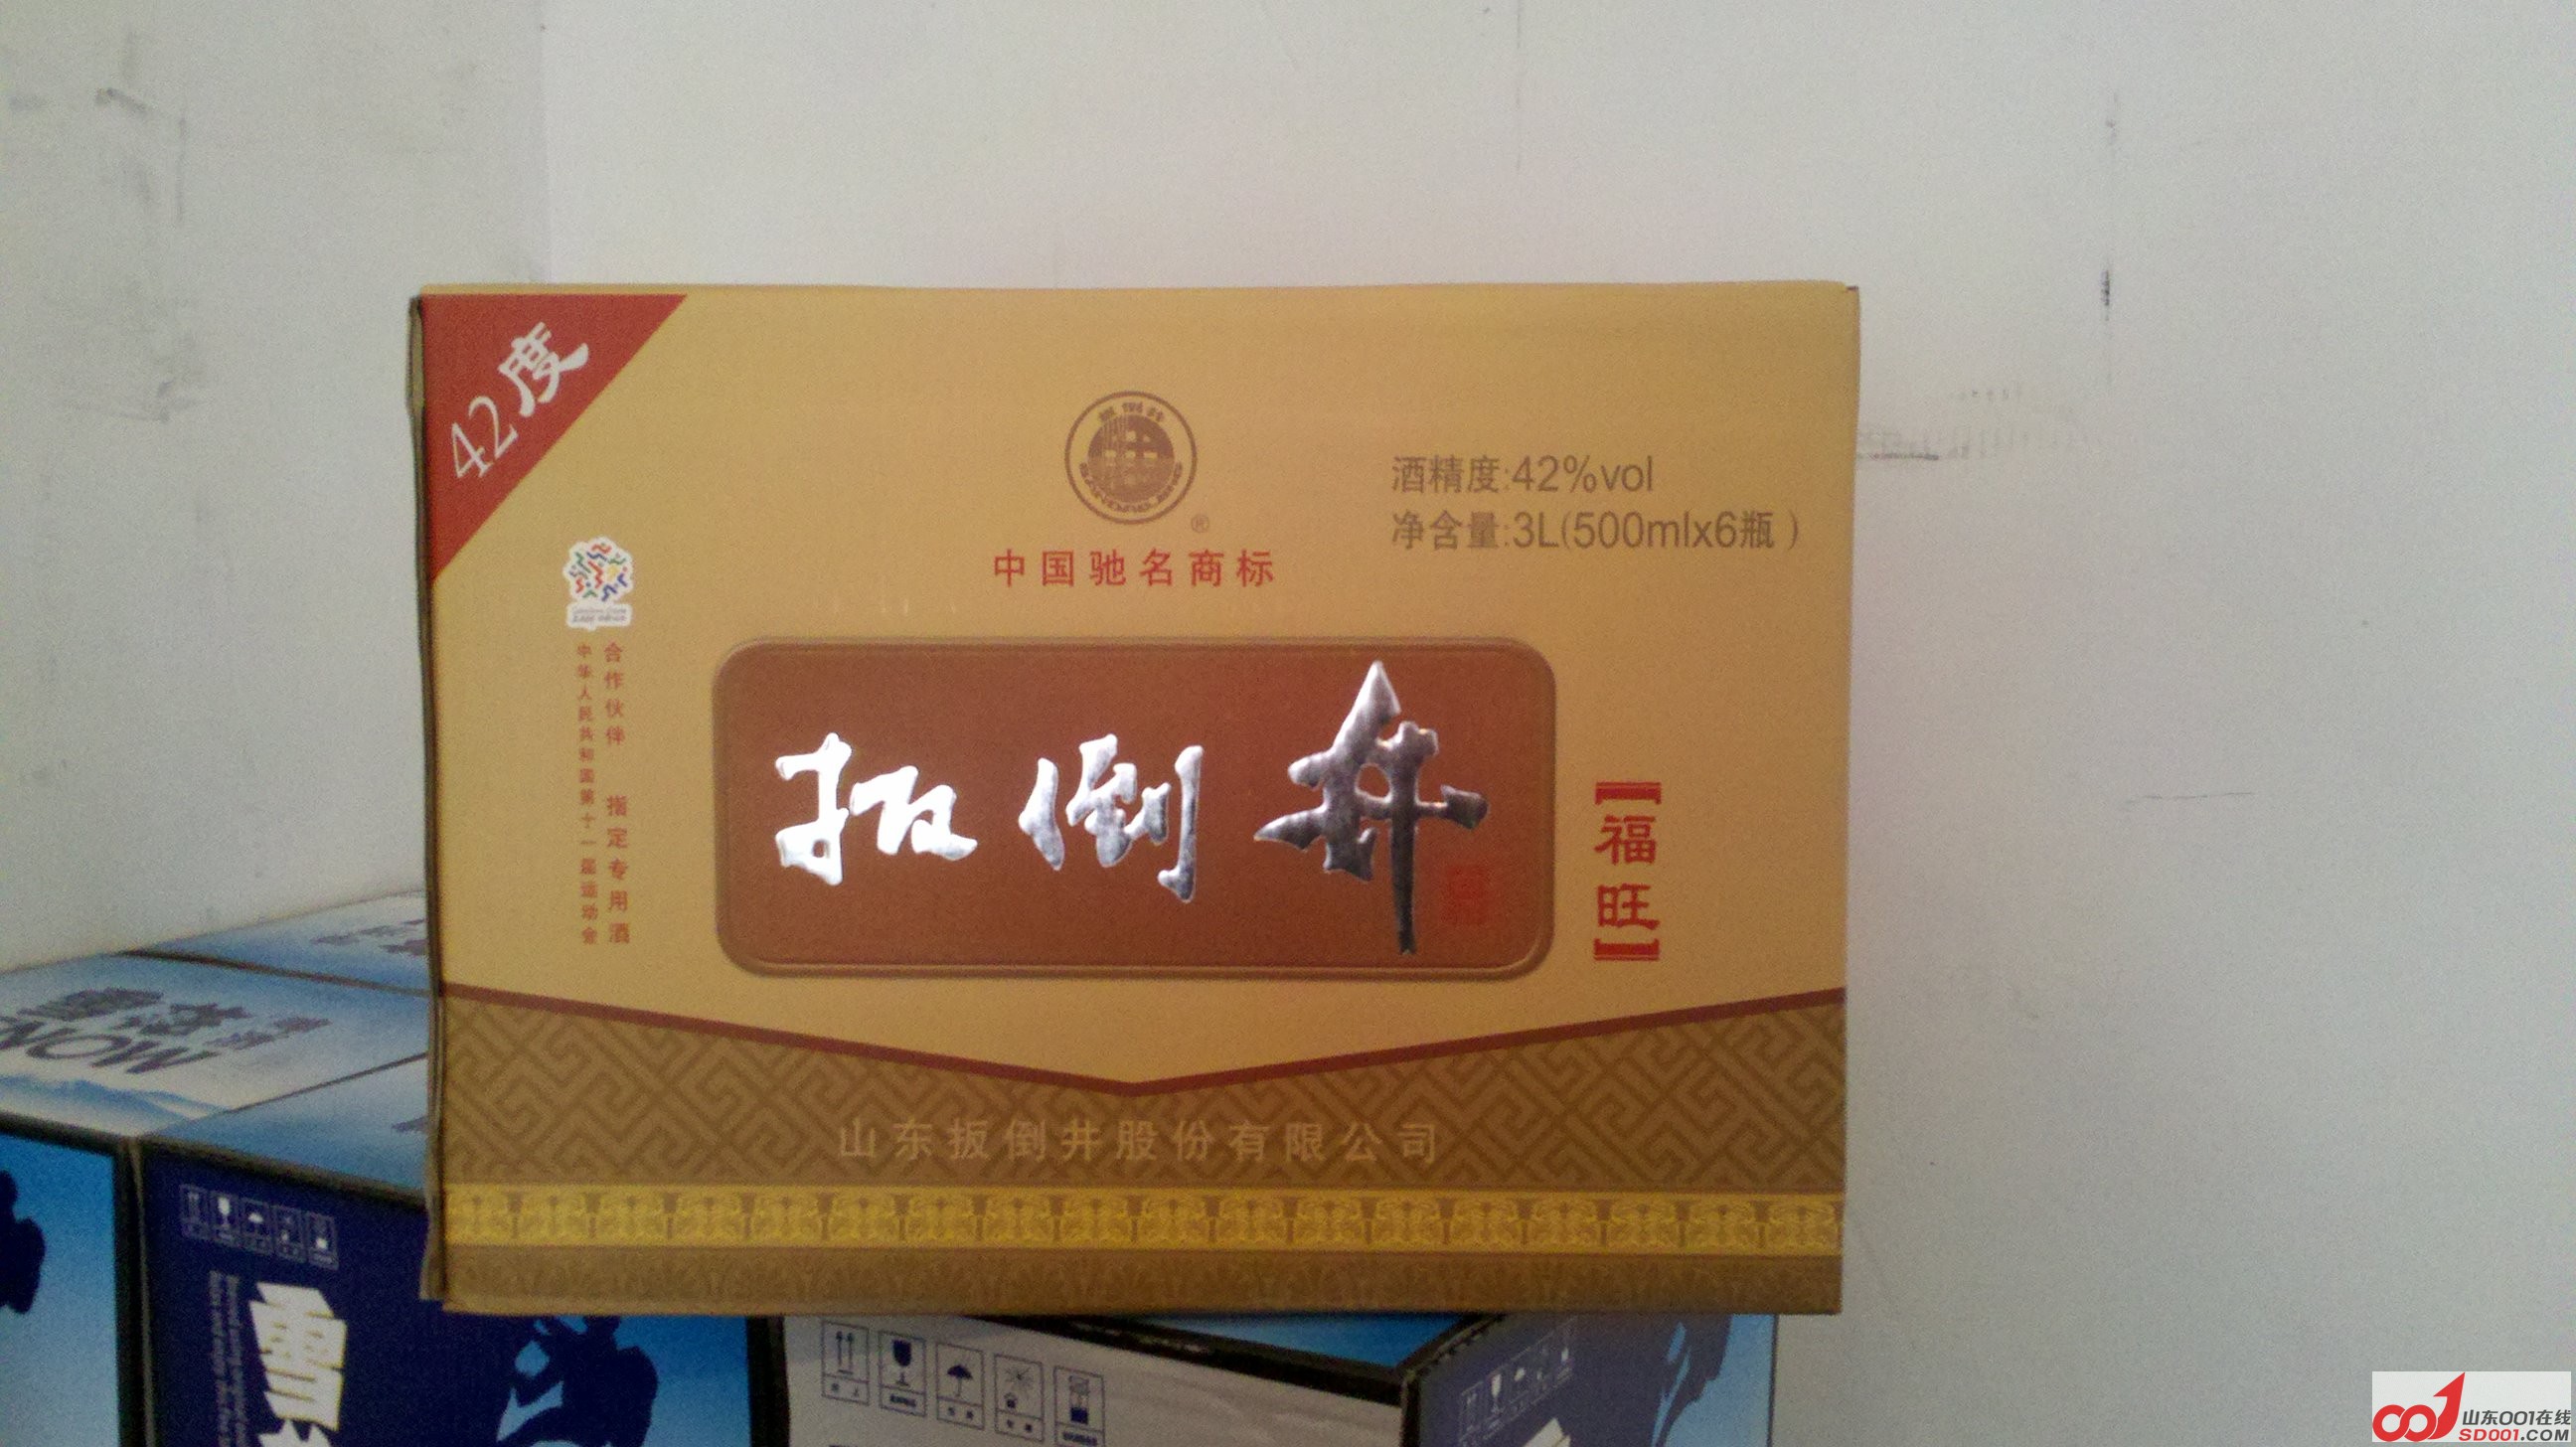 42度
®
中国驰名商标
酒精度:42%vol
净含量:3L(500mlx6瓶)
合作伙伴 指定专用酒
中华人民共和国第十一届运动会
扳倒井
【福旺】
山东扳倒井股份有限公司
SNOW
雪
山东001在线
SD001.COM